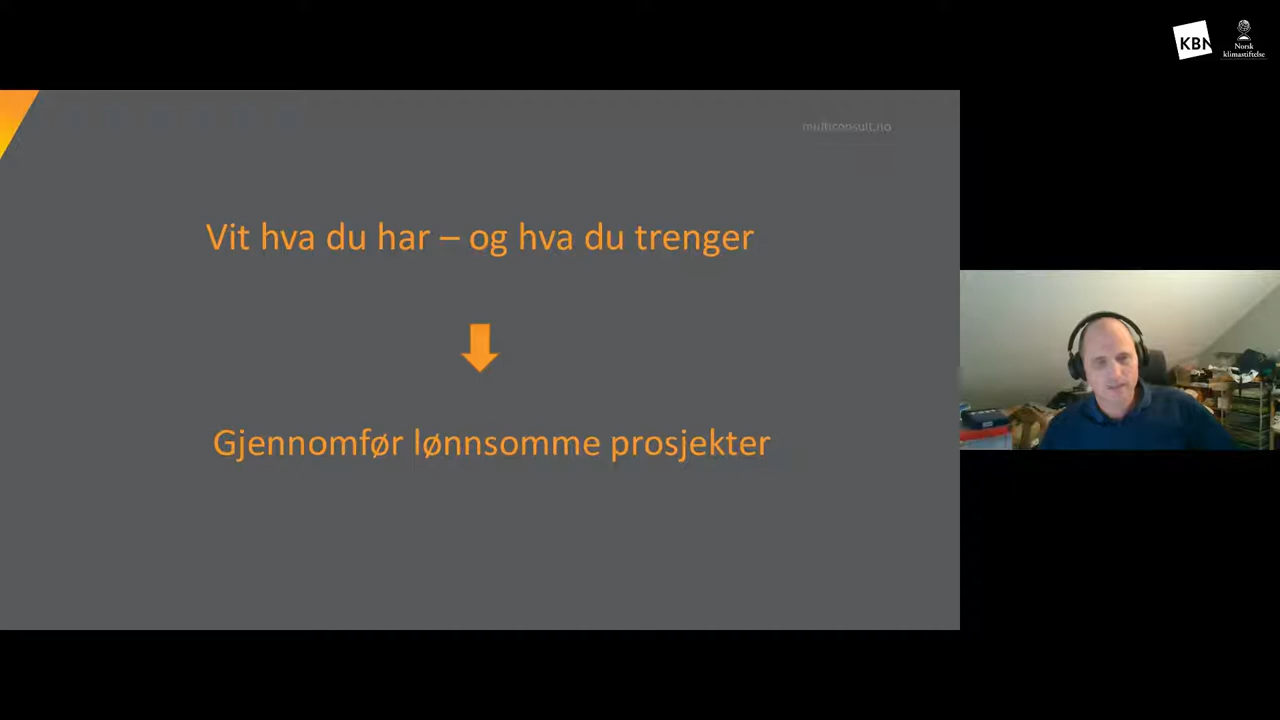 KBN
Norsk
klimastiftelse
multiconsult.no
Vit hva du har – og hva du trenger
Gjennomfør lønnsomme prosjekter